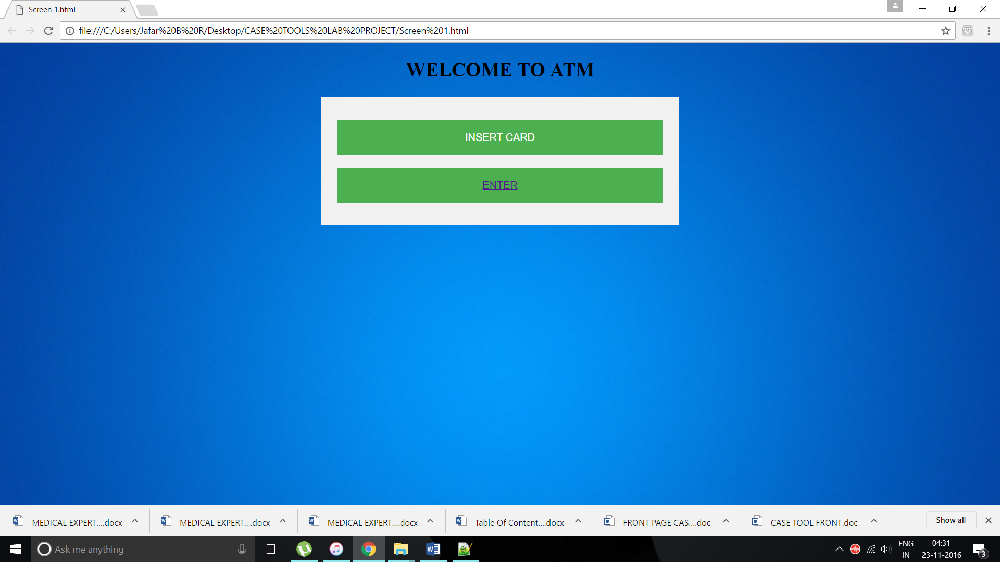 Screen 1.html
file:///C:/Users/Jafar%20B%20R/Desktop/CASE%20TOOLS%20LAB%20PROJECT/Screen%201.html
WELCOME TO ATM
INSERT CARD
ENTER
MEDICAL EXPERT....docx
MEDICAL EXPERT....docx
MEDICAL EXPERT....docx
Table Of Content....docx
FRONT PAGE CAS....doc
CASE TOOL FRONT.doc
Show all
Ask me anything
ENG
IN
04:31
23-11-2016
3